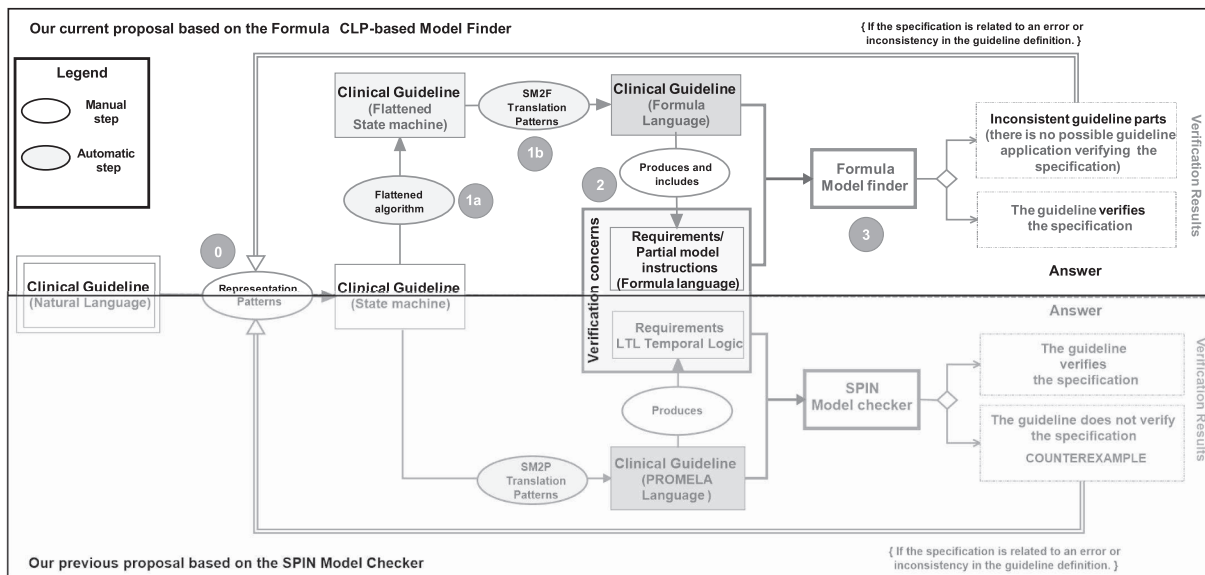 Our current proposal based on the Formula CLP-based Model Finder
{ If the specification is related to an error or
inconsistency in the guideline definition. }
Legend
Manual
step
Automatic
step
Clinical Guideline
(Flattened
State machine)
SM2F
Translation
Patterns
1b
Clinical Guideline
(Formula
Language)
Inconsistent guideline parts
(there is no possible guideline
application verifying the
specification)
Verification Results
Flattened
algorithm
1a
2
Produces and
includes
Formula
Model finder
3
The guideline verifies
the specification
0
Verification concerns
Requirements/
Partial model
instructions
(Formula language)
Answer
Clinical Guideline
(Natural Language)
Representation
Patterns
Clinical Guideline
(State machine)
Answer
Requirements
LTL Temporal Logic
The guideline
verifies
the specification
Verification Results
SPIN
Model checker
Produces
The guideline does not verify
the specification
COUNTEREXAMPLE
SM2P
Translation
Patterns
Clinical Guideline
(PROMELA
Language )
Our previous proposal based on the SPIN Model Checker
{ If the specification is related to an error or
inconsistency in the guideline definition. }